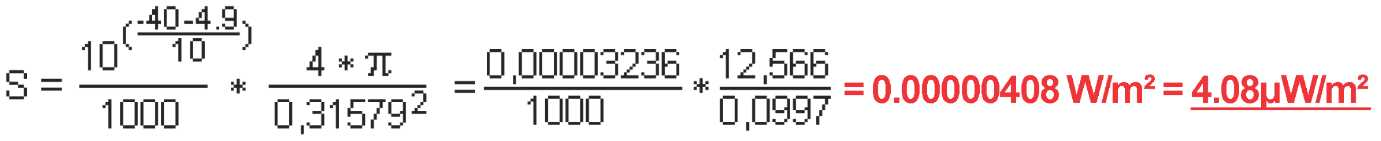 S = 10^((-40-4.9)/10) / 1000 * 4 * π / 0,31579² = 0,00003236 / 1000 * 12,566 / 0,0997 = 0.00000408 W/m² = 4.08µW/m²